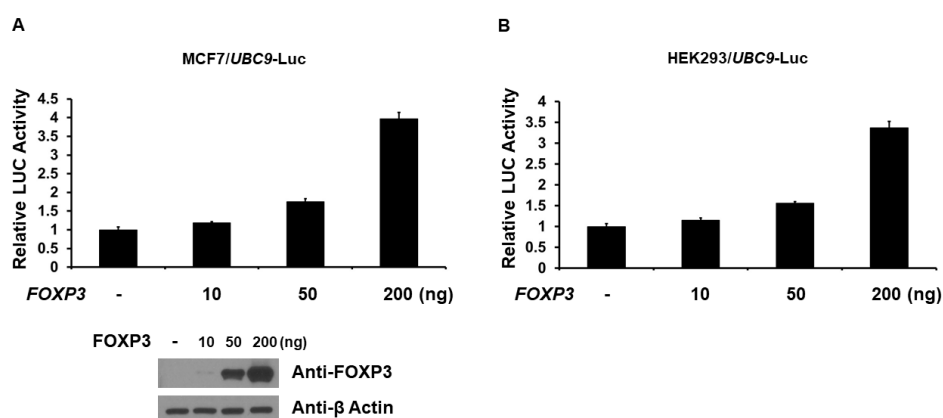 A
MCF7/UBC9-Luc
Relative LUC Activity
4.5
4
3.5
3
2.5
2
1.5
1
0.5
0
FOXP3 - 10 50 200 (ng)
FOXP3 - 10 50 200 (ng)
Anti-FOXP3
Anti-β Actin
B
HEK293/UBC9-Luc
Relative LUC Activity
4
3.5
3
2.5
2
1.5
1
0.5
0
FOXP3 - 10 50 200 (ng)